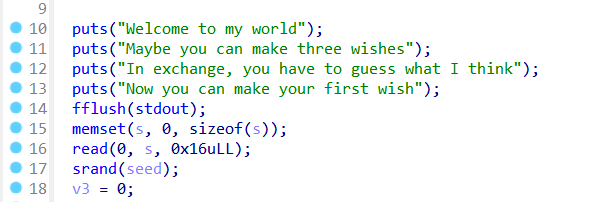 9
10 puts("Welcome to my world");
11 puts("Maybe you can make three wishes");
12 puts("In exchange, you have to guess what I think");
13 puts("Now you can make your first wish");
14 fflush(stdout);
15 memset(s, 0, sizeof(s));
16 read(0, s, 0x16uLL);
17 srand(seed);
18 v3 = 0;